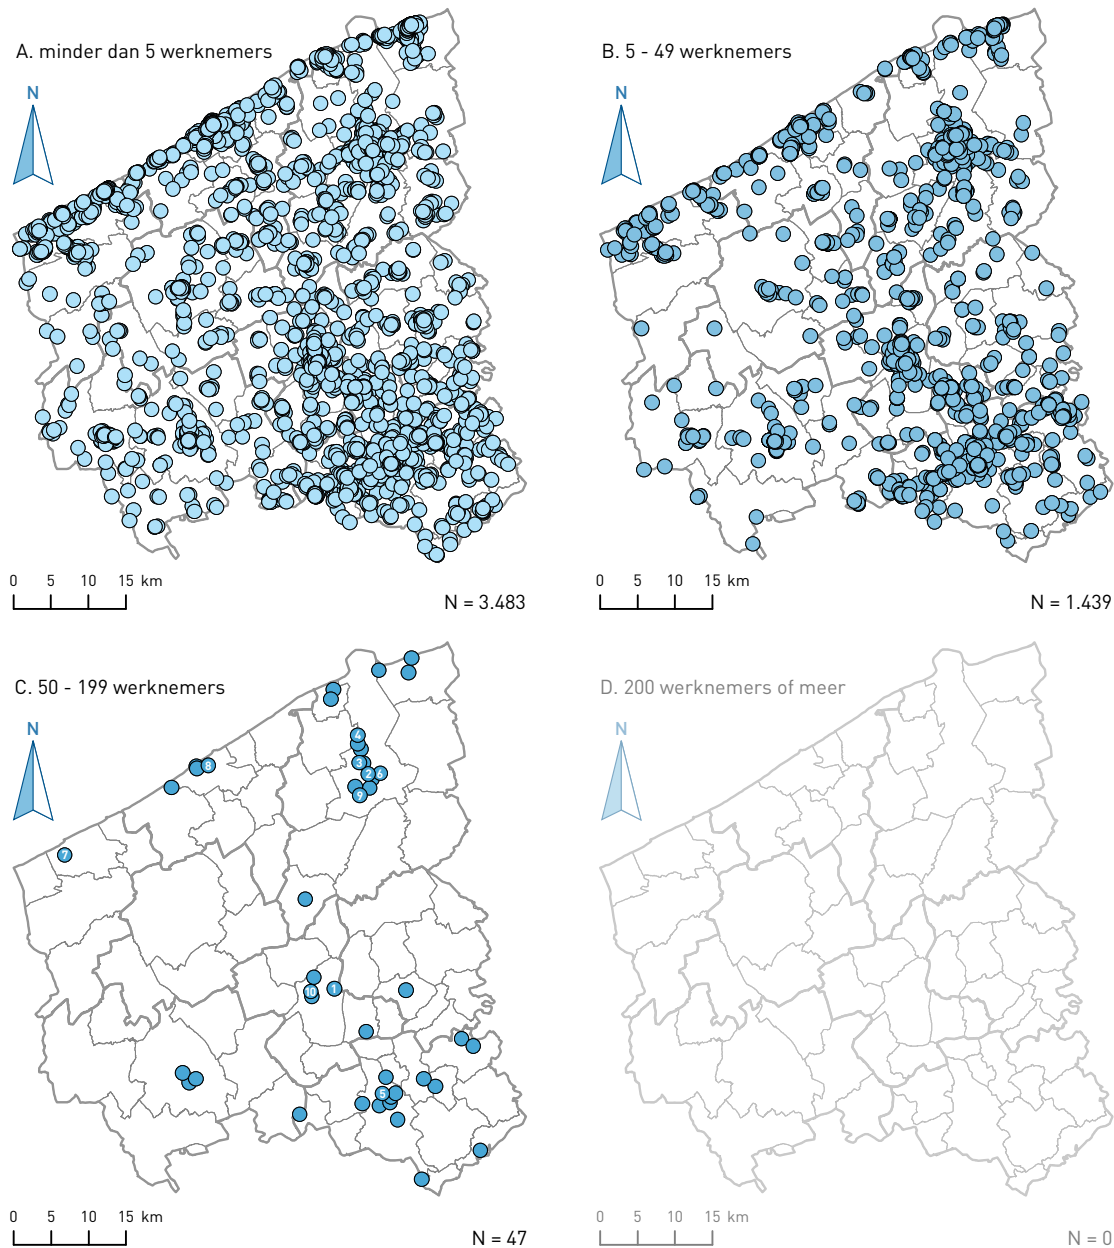 A. minder dan 5 werknemers
N
0 5 10 15 km
N = 3.483
B. 5 - 49 werknemers
N
0 5 10 15 km
N = 1.439
C. 50 - 199 werknemers
N
4
3
2 6
9
8
7
10 1
5
0 5 10 15 km
N = 47
D. 200 werknemers of meer
N
0 5 10 15 km
N = 0